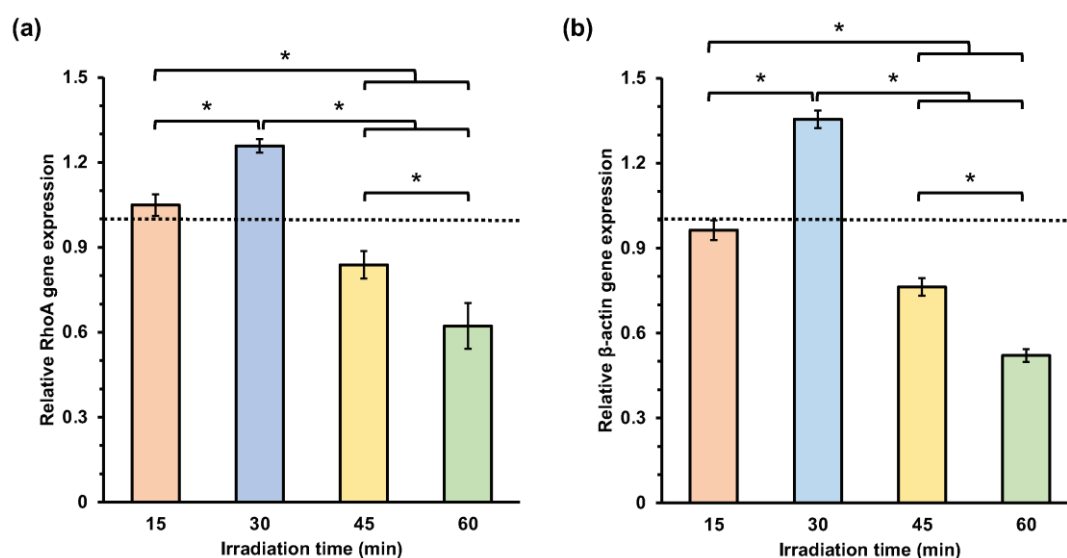 (a)
*
*
*
*
Relative RhoA gene expression
1.5
1.2
0.9
0.6
0.3
0
15 30 45 60
Irradiation time (min)
(b)
*
*
*
*
Relative β-actin gene expression
1.5
1.2
0.9
0.6
0.3
0
15 30 45 60
Irradiation time (min)